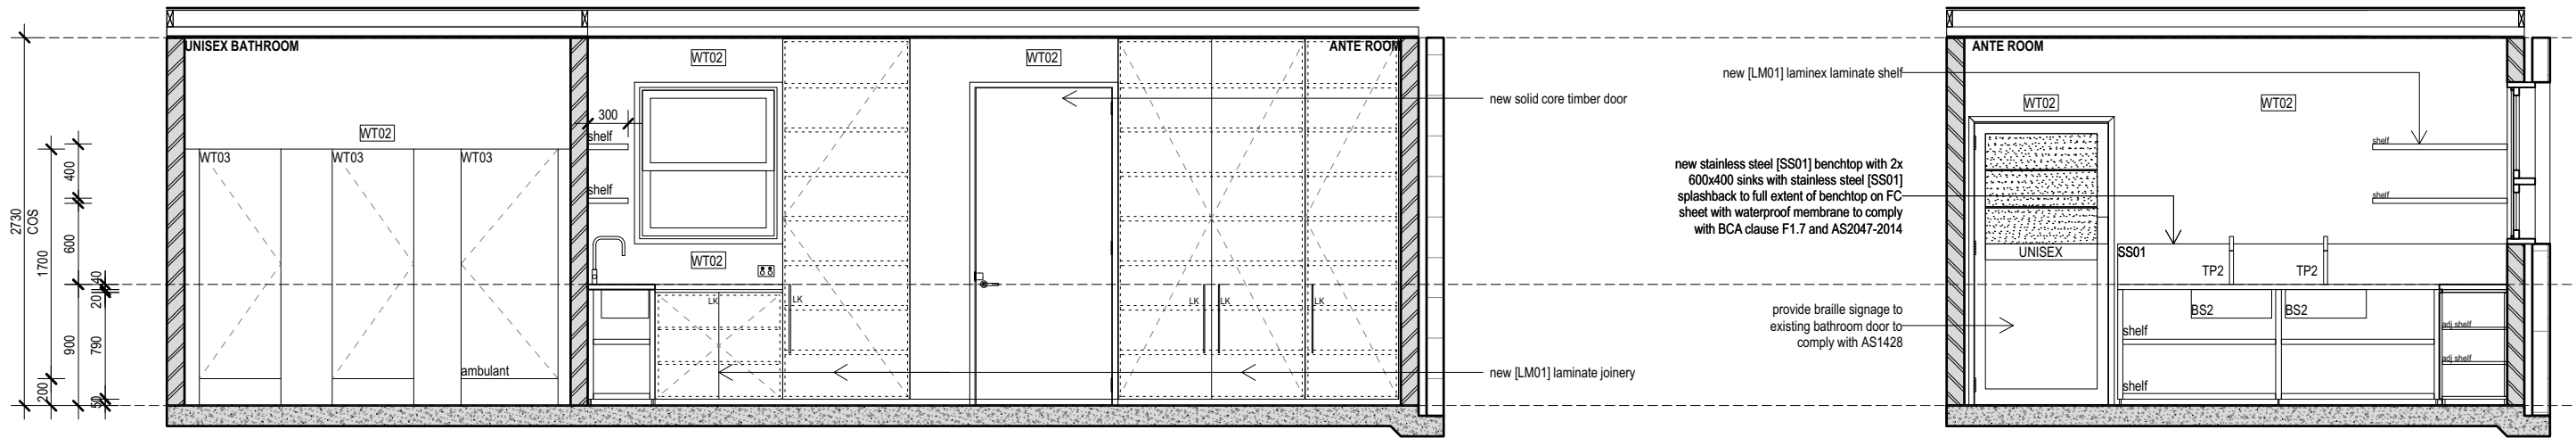 UNISEX BATHROOM
WT02
WT02
ANTE ROOM
ANTE ROOM
new [LM01] laminex laminate shelf
new solid core timber door
WT02
WT02
300
shelf
WT02
WT03
WT03
WT03
shelf
400
new stainless steel [SS01] benchtop with 2x
600x400 sinks with stainless steel [SS01]
splashback to full extent of benchtop on FC
sheet with waterproof membrane to comply
with BCA clause F1.7 and AS2047-2014
shelf
shelf
2730
COS
1700
600
WT02
UNISEX
SS01
TP2
TP2
40
20
LK
LK
LK
LK
LK
BS2
BS2
provide braille signage to
existing bathroom door to
comply with AS1428
shelf
adj shelf
900
790
ambulant
new [LM01] laminate joinery
adj shelf
shelf
200
50